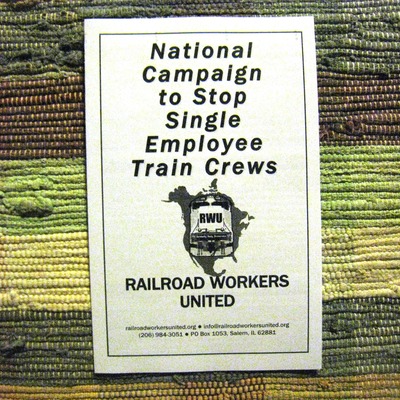 National
Campaign
to Stop
Single
Employee
Train Crews
RWU
RAILROAD WORKERS
UNITED
railroadworkersunited.org ● info@railroadworkersunited.org
(206) 984-3051 ● PO Box 1053, Salem, IL 62881